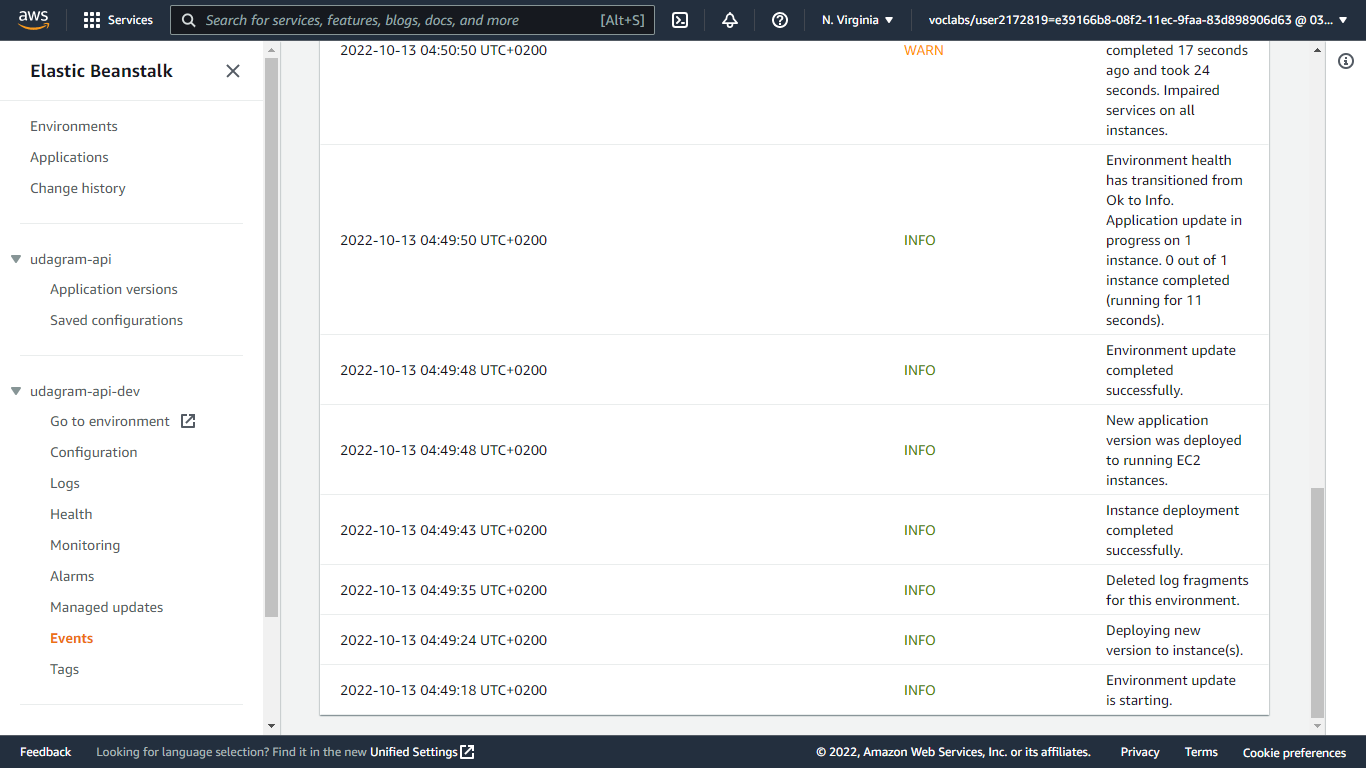 aws
Services
Search for services, features, blogs, docs, and more
[Alt+S]
N. Virginia
voclabs/user2172819=e39166b8-08f2-11ec-9faa-83d898906d63 @ 03...
Elastic Beanstalk
Environments
Applications
Change history
udagram-api
Application versions
Saved configurations
udagram-api-dev
Go to environment
Configuration
Logs
Health
Monitoring
Alarms
Managed updates
Events
Tags
2022-10-13 04:50:50 UTC+0200
WARN
completed 17 seconds
ago and took 24
seconds. Impaired
services on all
instances.
2022-10-13 04:49:50 UTC+0200
INFO
Environment health
has transitioned from
Ok to Info.
Application update in
progress on 1
instance. 0 out of 1
instance completed
(running for 11
seconds).
2022-10-13 04:49:48 UTC+0200
INFO
Environment update
completed
successfully.
2022-10-13 04:49:48 UTC+0200
INFO
New application
version was deployed
to running EC2
instances.
2022-10-13 04:49:43 UTC+0200
INFO
Instance deployment
completed
successfully.
2022-10-13 04:49:35 UTC+0200
INFO
Deleted log fragments
for this environment.
2022-10-13 04:49:24 UTC+0200
INFO
Deploying new
version to instance(s).
2022-10-13 04:49:18 UTC+0200
INFO
Environment update
is starting.
Feedback
Looking for language selection? Find it in the new Unified Settings
© 2022, Amazon Web Services, Inc. or its affiliates.
Privacy
Terms
Cookie preferences